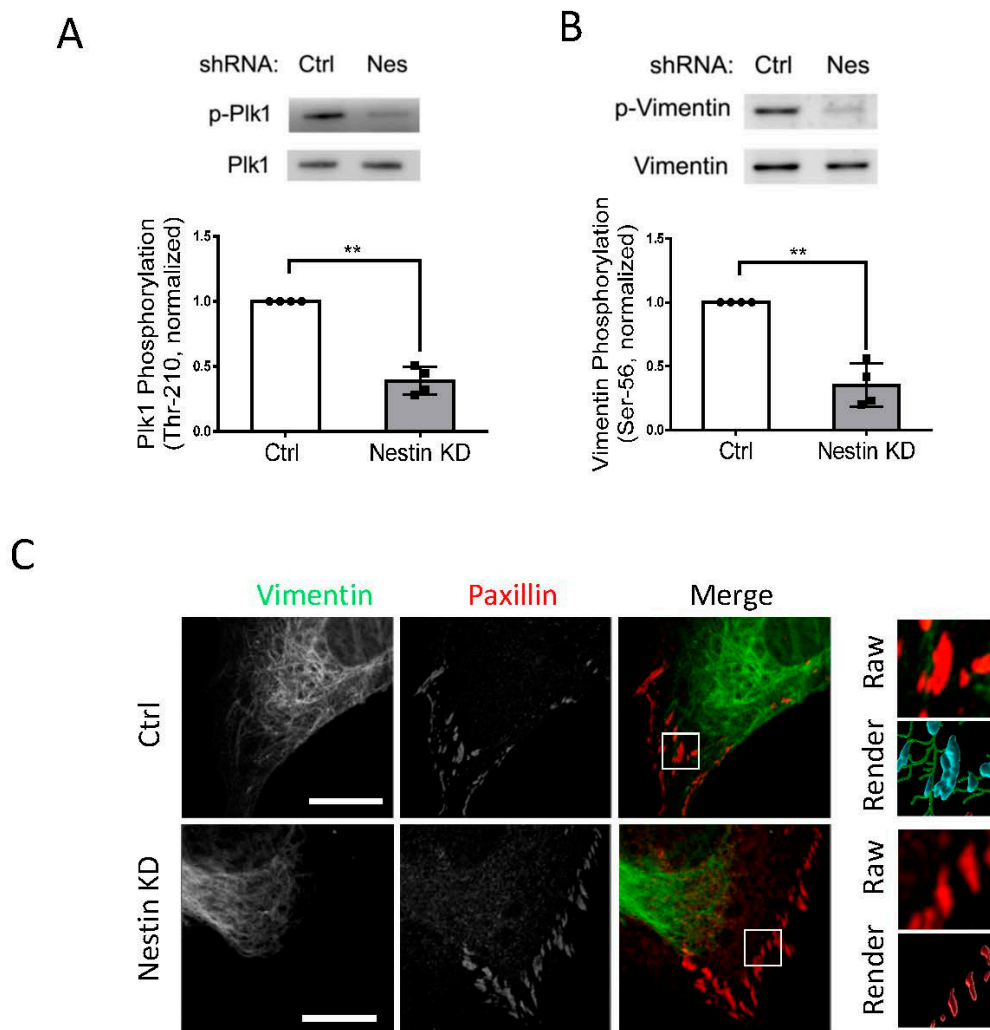 A
shRNA: Ctrl Nes
p-Plk1
Plk1
Plk1 Phosphorylation
(Thr-210, normalized)
1.5
1.0
0.5
0.0
**
Ctrl Nestin KD
B
shRNA: Ctrl Nes
p-Vimentin
Vimentin
Vimentin Phosphorylation
(Ser-56, normalized)
1.5
1.0
0.5
0.0
**
Ctrl Nestin KD
C
Vimentin Paxillin Merge
Ctrl
Raw
Render
Nestin KD
Raw
Render